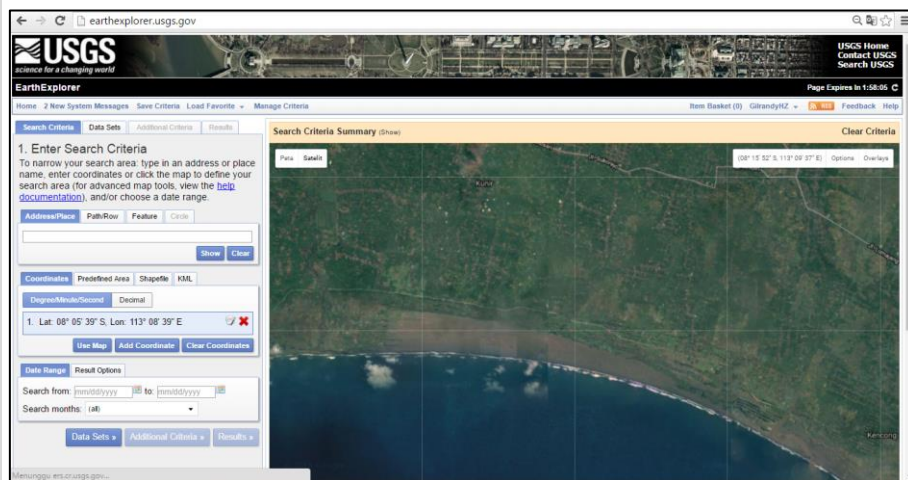 earthexplorer.usgs.gov
USGS
science for a changing world
USGS Home
Contact USGS
Search USGS
EarthExplorer
Page Expires In 1:58:05
Home 2 New System Messages Save Criteria Load Favorite Manage Criteria
Item Basket (0) GilrandyHZ RSS Feedback Help
Search Criteria Data Sets Additional Criteria Results
1. Enter Search Criteria
To narrow your search area: type in an address or place
name, enter coordinates or click the map to define your
search area (for advanced map tools, view the help
documentation), and/or choose a date range.
Address/Place Path/Row Feature Circle
Show Clear
Coordinates Predefined Area Shapefile KML
Degree/Minute/Second Decimal
1. Lat: 08° 05' 39" S, Lon: 113° 08' 39" E
Use Map Add Coordinate Clear Coordinates
Date Range Result Options
Search from: mm/dd/yyyy to: mm/dd/yyyy
Search months: (all)
Data Sets » Additional Criteria » Results »
Menunggu ers.cr.usgs.gov...
Search Criteria Summary (Show)
Clear Criteria
Peta Satelit
(08° 15' 52" S, 113° 09' 37" E) Options Overlays
Kencong